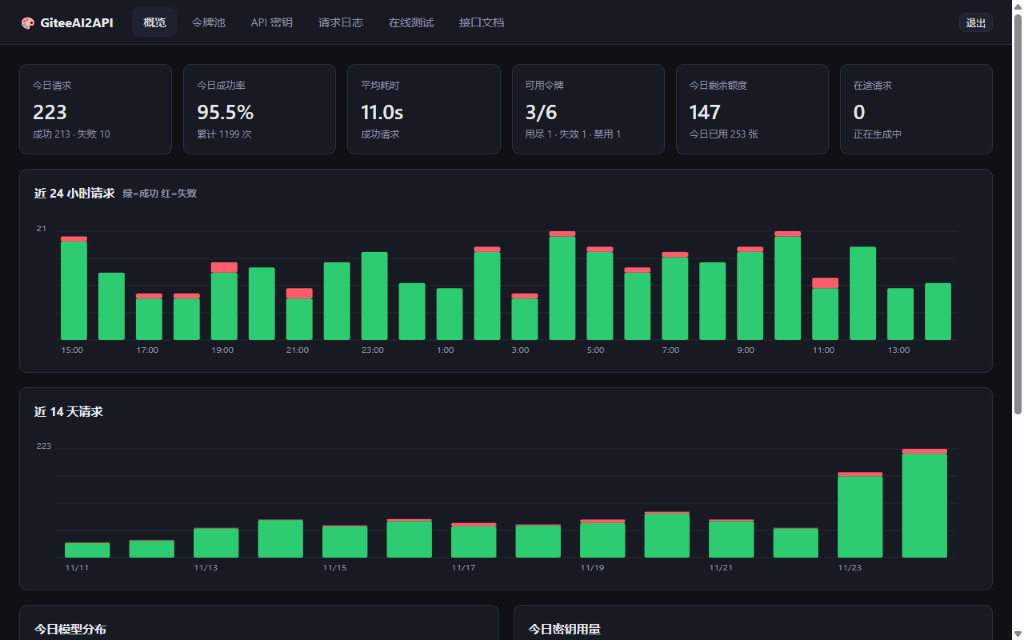 GiteeAI2API 概览 令牌池 API 密钥 请求日志 在线测试 接口文档 退出
今日请求
223
成功 213 · 失败 10
今日成功率
95.5%
累计 1199 次
平均耗时
11.0s
成功请求
可用令牌
3/6
用尽 1 · 失效 1 · 禁用 1
今日剩余额度
147
今日已用 253 张
在途请求
0
正在生成中
近 24 小时请求 绿=成功 红=失败
21
15:00 17:00 19:00 21:00 23:00 1:00 3:00 5:00 7:00 9:00 11:00 13:00
近 14 天请求
223
11/11 11/13 11/15 11/17 11/19 11/21 11/23
今日模型分布
今日密钥用量